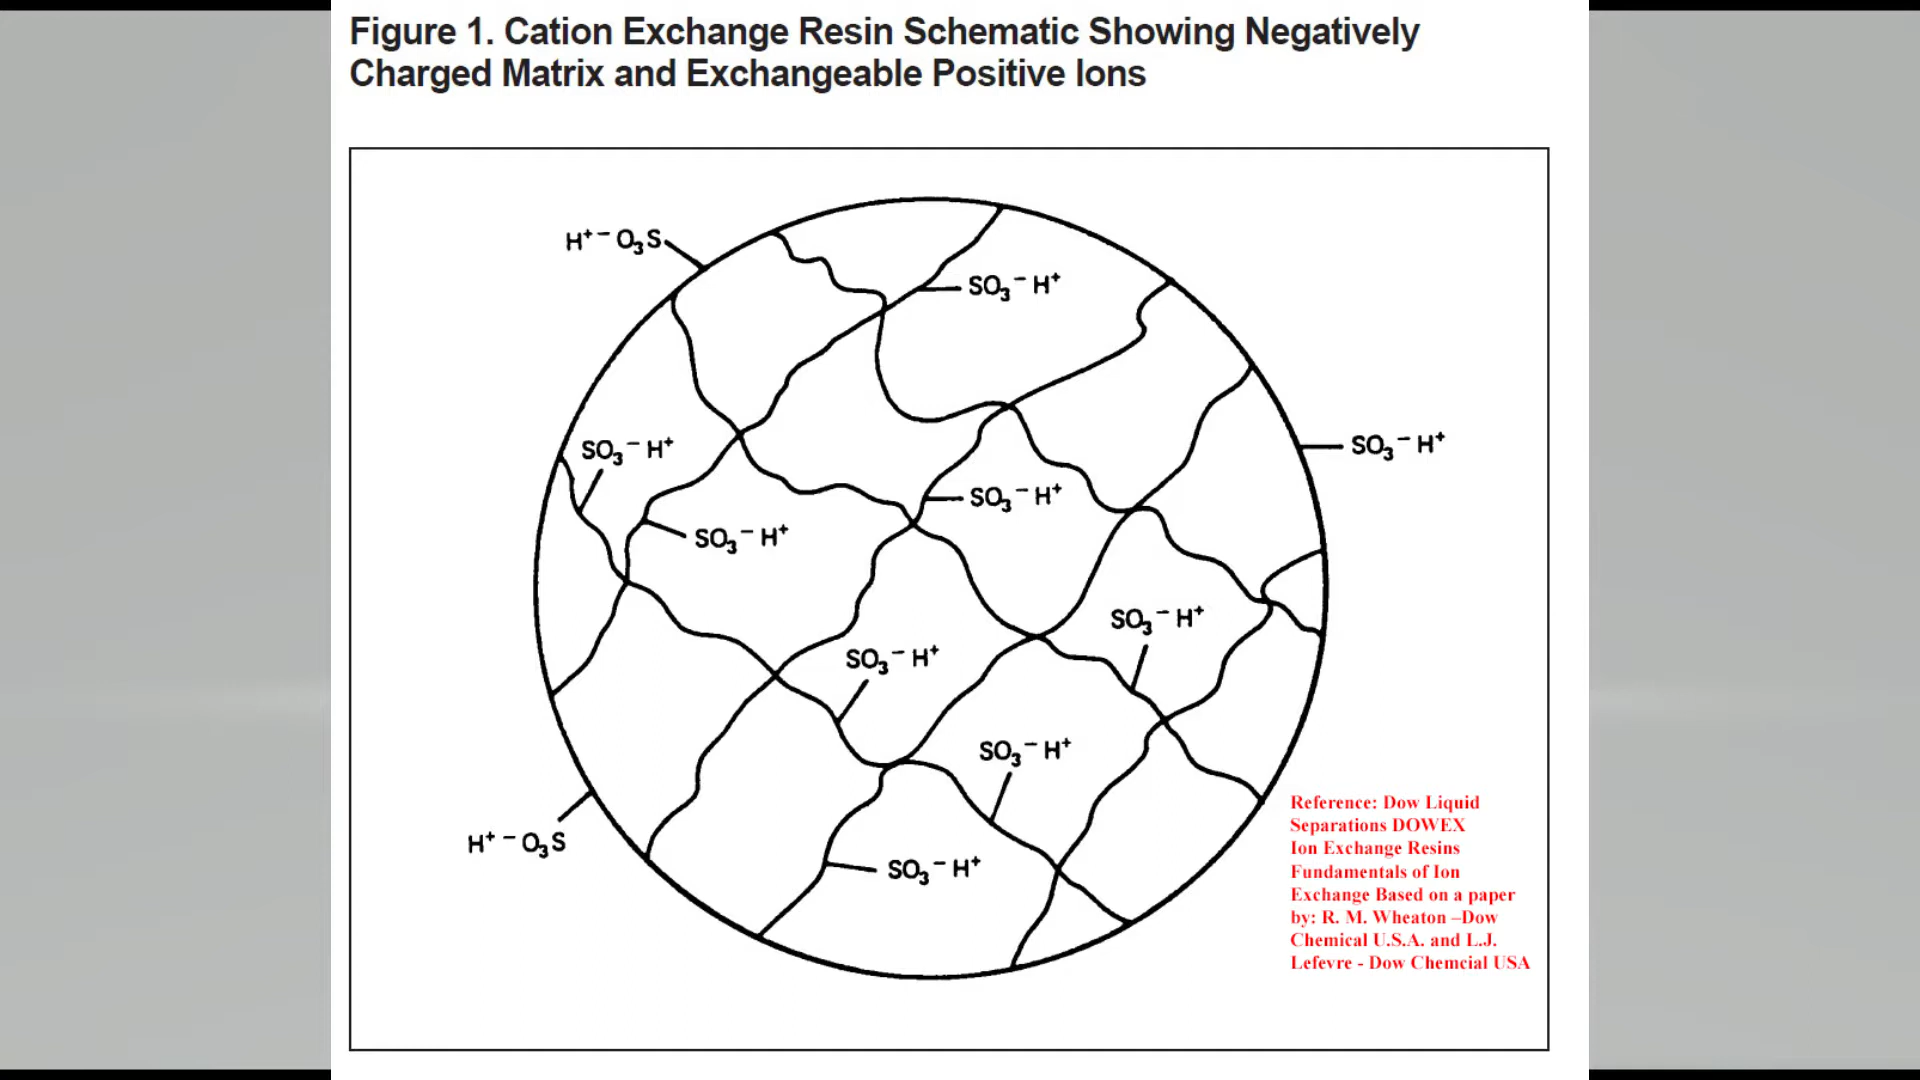 Figure 1. Cation Exchange Resin Schematic Showing Negatively
Charged Matrix and Exchangeable Positive Ions
H⁺⁻O₃S
SO₃⁻H⁺
SO₃⁻H⁺
SO₃⁻H⁺
SO₃⁻H⁺
SO₃⁻H⁺
SO₃⁻H⁺
SO₃⁻H⁺
SO₃⁻H⁺
H⁺⁻O₃S
SO₃⁻H⁺
Reference: Dow Liquid
Separations DOWEX
Ion Exchange Resins
Fundamentals of Ion
Exchange Based on a paper
by: R. M. Wheaton –Dow
Chemical U.S.A. and L.J.
Lefevre - Dow Chemcial USA